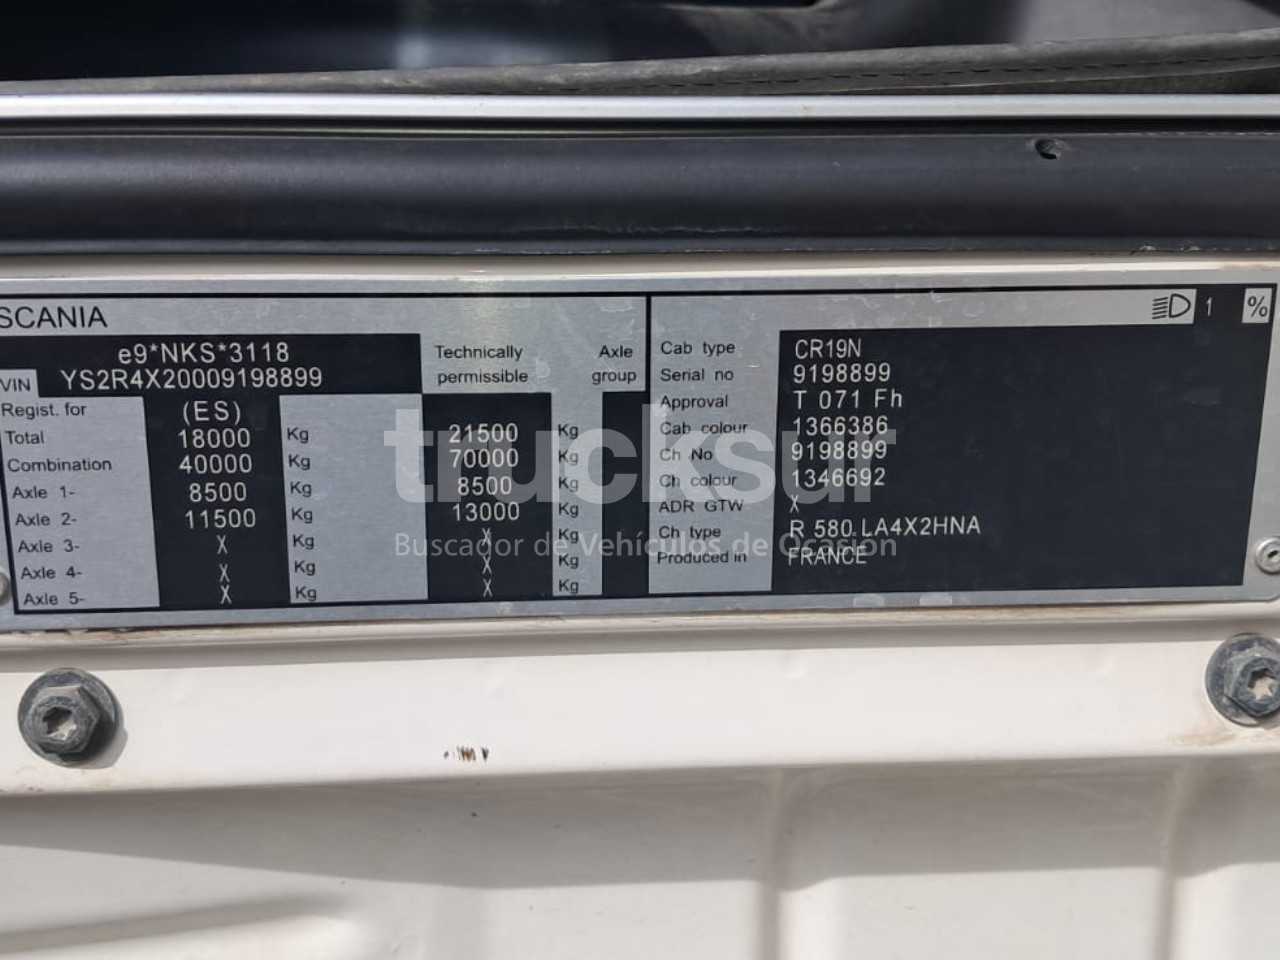 SCANIA
e9*NKS*3118
VIN YS2R4X20009198899
Technically permissible
Axle group
Regist. for (ES)
Total 18000 Kg 21500 Kg
Combination 40000 Kg 70000 Kg
Axle 1- 8500 Kg 8500 Kg
Axle 2- 11500 Kg 13000 Kg
Axle 3- X Kg X Kg
Axle 4- X Kg X Kg
Axle 5- X Kg X Kg
1 %
Cab type CR19N
Serial no 9198899
Approval T 071 Fh
Cab colour 1366386
Ch No 9198899
Ch colour 1346692
ADR GTW X
Ch type R 580 LA4X2HNA
Produced in FRANCE
trucksur
Buscador de Vehículos de Ocasión